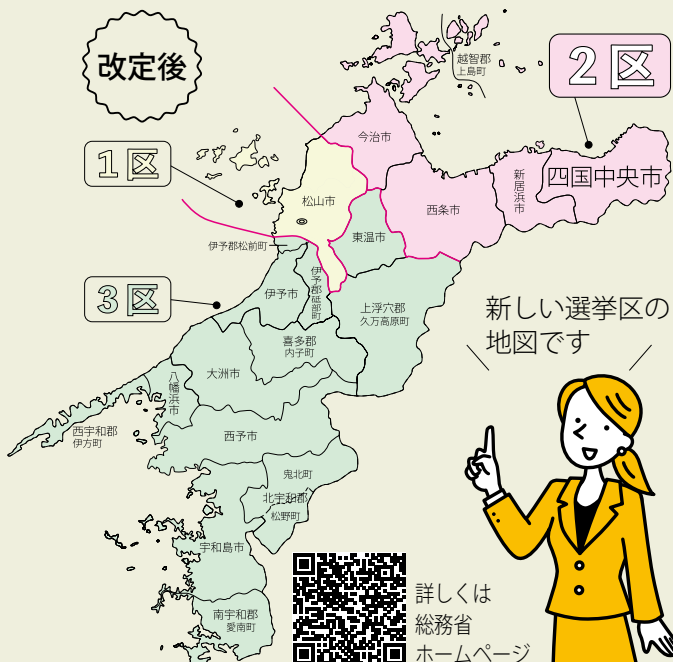 改定後
越智郡
上島町
2区
今治市
1区
新居浜市
四国中央市
松山市
西条市
東温市
伊予郡松前町
伊予郡砥部町
3区
伊予市
上浮穴郡
久万高原町
新しい選挙区の
地図です
喜多郡
内子町
大洲市
八幡浜市
西宇和郡
伊方町
西予市
鬼北町
北宇和郡
松野町
宇和島市
詳しくは
総務省
ホームページ
南宇和郡
愛南町